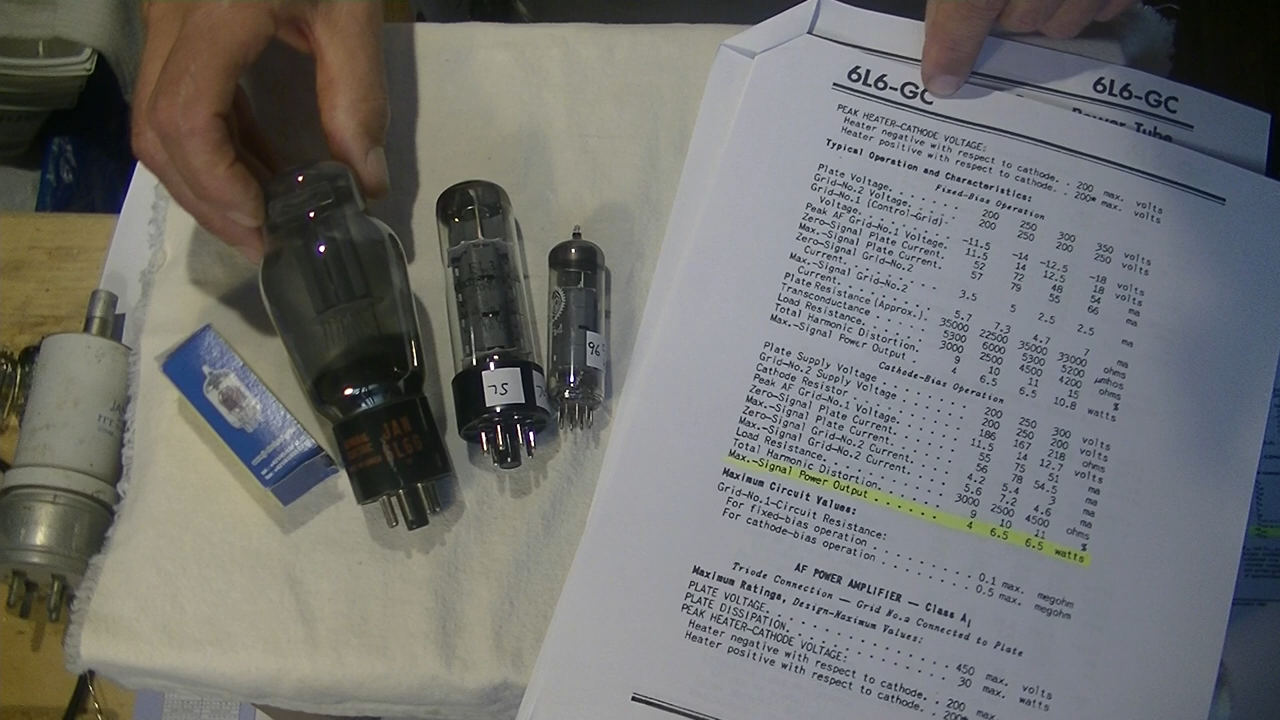 6L6-GC
6L6-GC
Power Tube
PEAK HEATER-CATHODE VOLTAGE:
Heater negative with respect to cathode. . 200 max. volts
Heater positive with respect to cathode. . 200* max. volts
Typical Operation and Characteristics:
Fixed-Bias Operation
Plate Voltage. . . . . . . . 200 250 300 350 volts
Grid-No.2 Voltage. . . . . . 200 250 200 250 volts
Grid-No.1 (Control-Grid)-
Voltage. . . . . . . . . -11.5 -14 -12.5 -18 volts
Peak AF Grid-No.1 Voltage. 11.5 14 12.5 18 volts
Zero-Signal Plate Current. 52 72 48 54 ma
Max.-Signal Plate Current. 57 79 55 66 ma
Zero-Signal Grid-No.2
Current. . . . . . . . . 3.5 5 2.5 2.5 ma
Max.-Signal Grid-No.2
Current. . . . . . . . . 5.7 7.3 4.7 7 ma
Plate Resistance (Approx.). 35000 22500 35000 33000 ohms
Transconductance. . . . . . 5300 6000 5300 5200 µmhos
Load Resistance. . . . . . . 3000 2500 4500 4200 ohms
Total Harmonic Distortion. . 9 10 11 15 %
Max.-Signal Power Output . . 4 6.5 6.5 10.8 watts
Cathode-Bias Operation
Plate Supply Voltage . . . . . . . 200 250 300 volts
Grid-No.2 Supply Voltage . . . . . 200 250 200 volts
Cathode Resistor . . . . . . . . . 186 167 218 ohms
Peak AF Grid-No.1 Voltage. . . . . 11.5 14 12.7 volts
Zero-Signal Plate Current. . . . . 55 75 51 ma
Max.-Signal Plate Current. . . . . 56 78 54.5 ma
Zero-Signal Grid-No.2 Current. . . 4.2 5.4 3 ma
Max.-Signal Grid-No.2 Current. . . 5.6 7.2 4.6 ma
Load Resistance. . . . . . . . . . 3000 2500 4500 ohms
Total Harmonic Distortion. . . . . 9 10 11 %
Max.-Signal Power Output . . . . . . 4 6.5 6.5 watts
Maximum Circuit Values:
Grid-No.1-Circuit Resistance:
For fixed-bias operation . . . . . . . . . 0.1 max. megohm
For cathode-bias operation . . . . . . . . 0.5 max. megohm
AF POWER AMPLIFIER — Class A1
Triode Connection — Grid No.2 Connected to Plate
Maximum Ratings, Design-Maximum Values:
PLATE VOLTAGE. . . . . . . . . . . . . 450 max. volts
PLATE DISSIPATION. . . . . . . . . . . 30 max. watts
PEAK HEATER-CATHODE VOLTAGE:
Heater negative with respect to cathode. . 200 max. volts
Heater positive with respect to cathode. . 200*
JAN
75
96